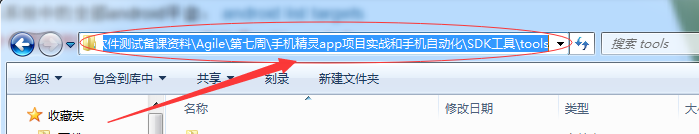 android list targets
件测试备课资料\Agile\第七周\手机精灵app项目实战和手机自动化\SDK工具\tools
搜索 tools
组织 包含到库中 共享 刻录 新建文件夹
收藏夹 名称 修改日期 类型 大